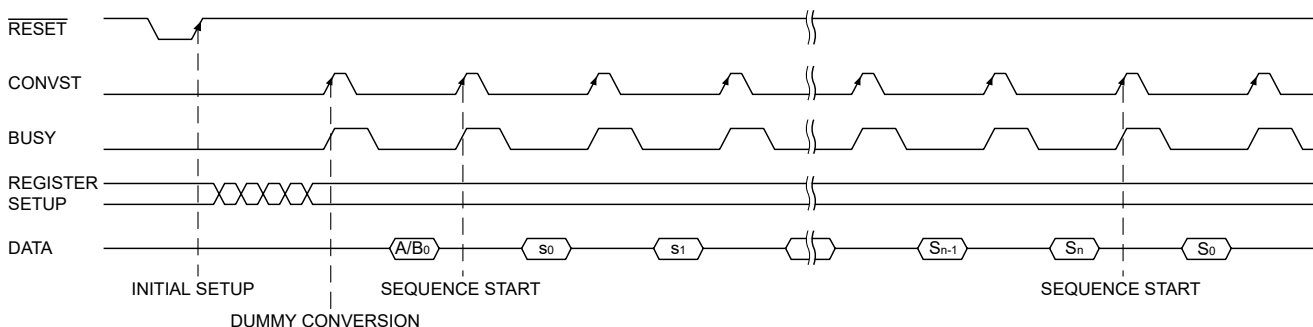 RESET
CONVST
BUSY
REGISTER
SETUP
DATA A/B0 s0 s1 Sn-1 Sn S0
INITIAL SETUP SEQUENCE START SEQUENCE START
DUMMY CONVERSION